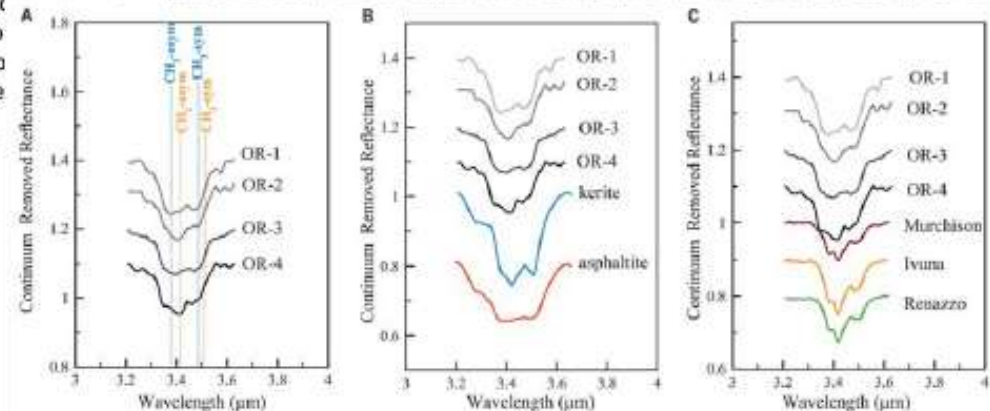 A
Continuum Removed Reflectance
1.8
1.6
1.4
1.2
1
0.8
CH3-asym
CH2-asym
CH3-sym
CH2-sym
OR-1
OR-2
OR-3
OR-4
3 3.2 3.4 3.6 3.8 4
Wavelength (μm)
B
Continuum Removed Reflectance
1.4
1.2
1
0.8
0.6
OR-1
OR-2
OR-3
OR-4
kerite
asphaltite
3 3.2 3.4 3.6 3.8 4
Wavelength (μm)
C
Continuum Removed Reflectance
1.4
1.2
1
0.8
0.6
OR-1
OR-2
OR-3
OR-4
Murchison
Ivuna
Renazzo
3 3.2 3.4 3.6 3.8 4
Wavelength (μm)